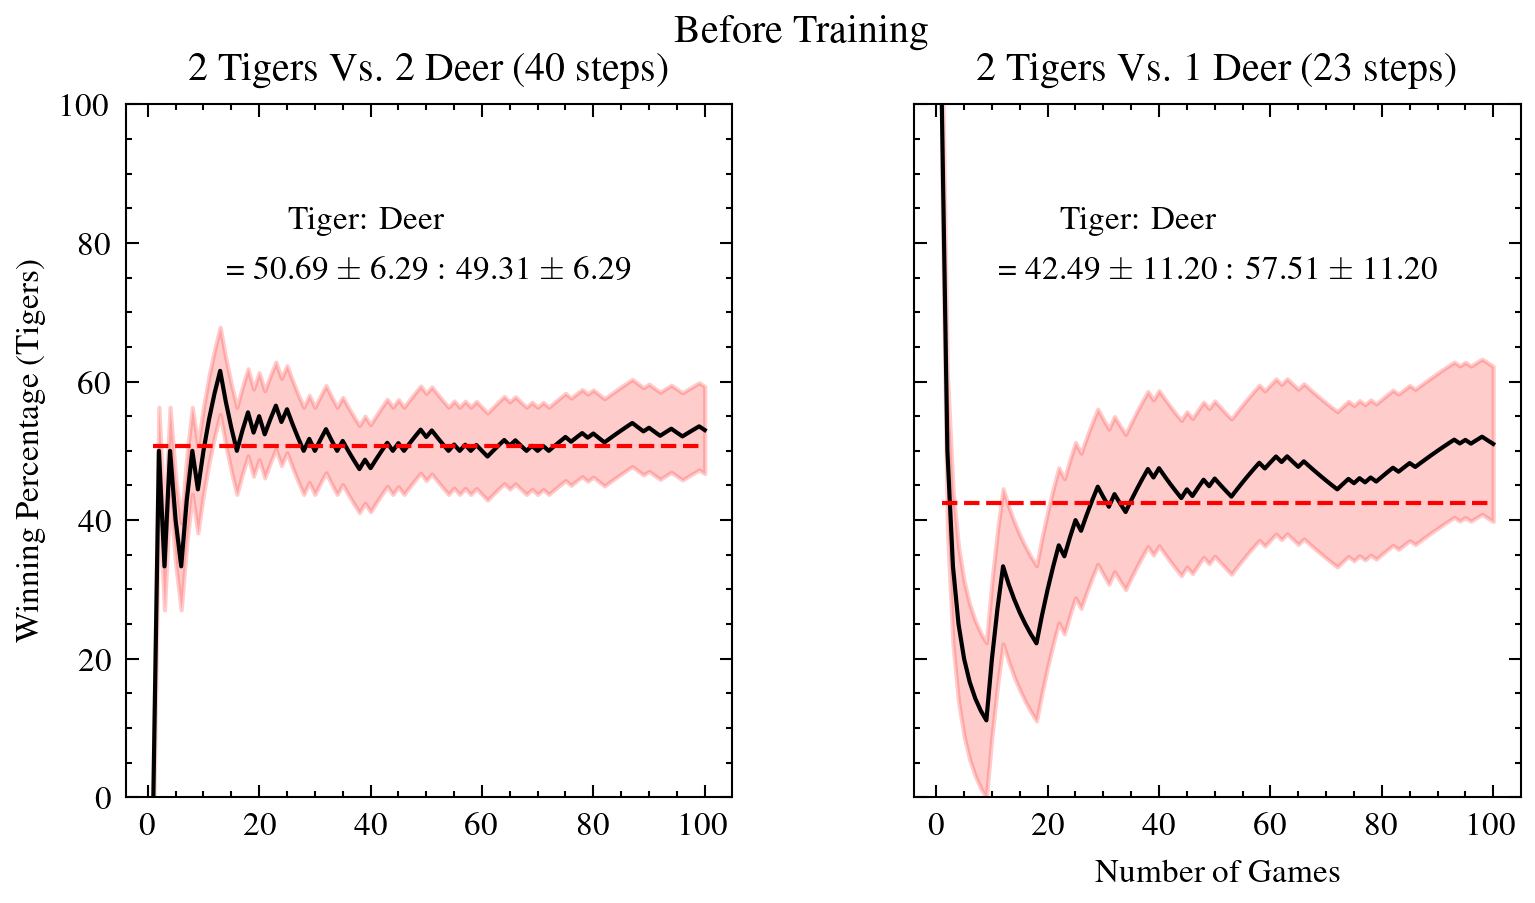 Before Training
2 Tigers Vs. 2 Deer (40 steps)
2 Tigers Vs. 1 Deer (23 steps)
Winning Percentage (Tigers)
100
80
60
40
20
0
Tiger: Deer
= 50.69 ± 6.29 : 49.31 ± 6.29
0 20 40 60 80 100
Tiger: Deer
= 42.49 ± 11.20 : 57.51 ± 11.20
0 20 40 60 80 100
Number of Games